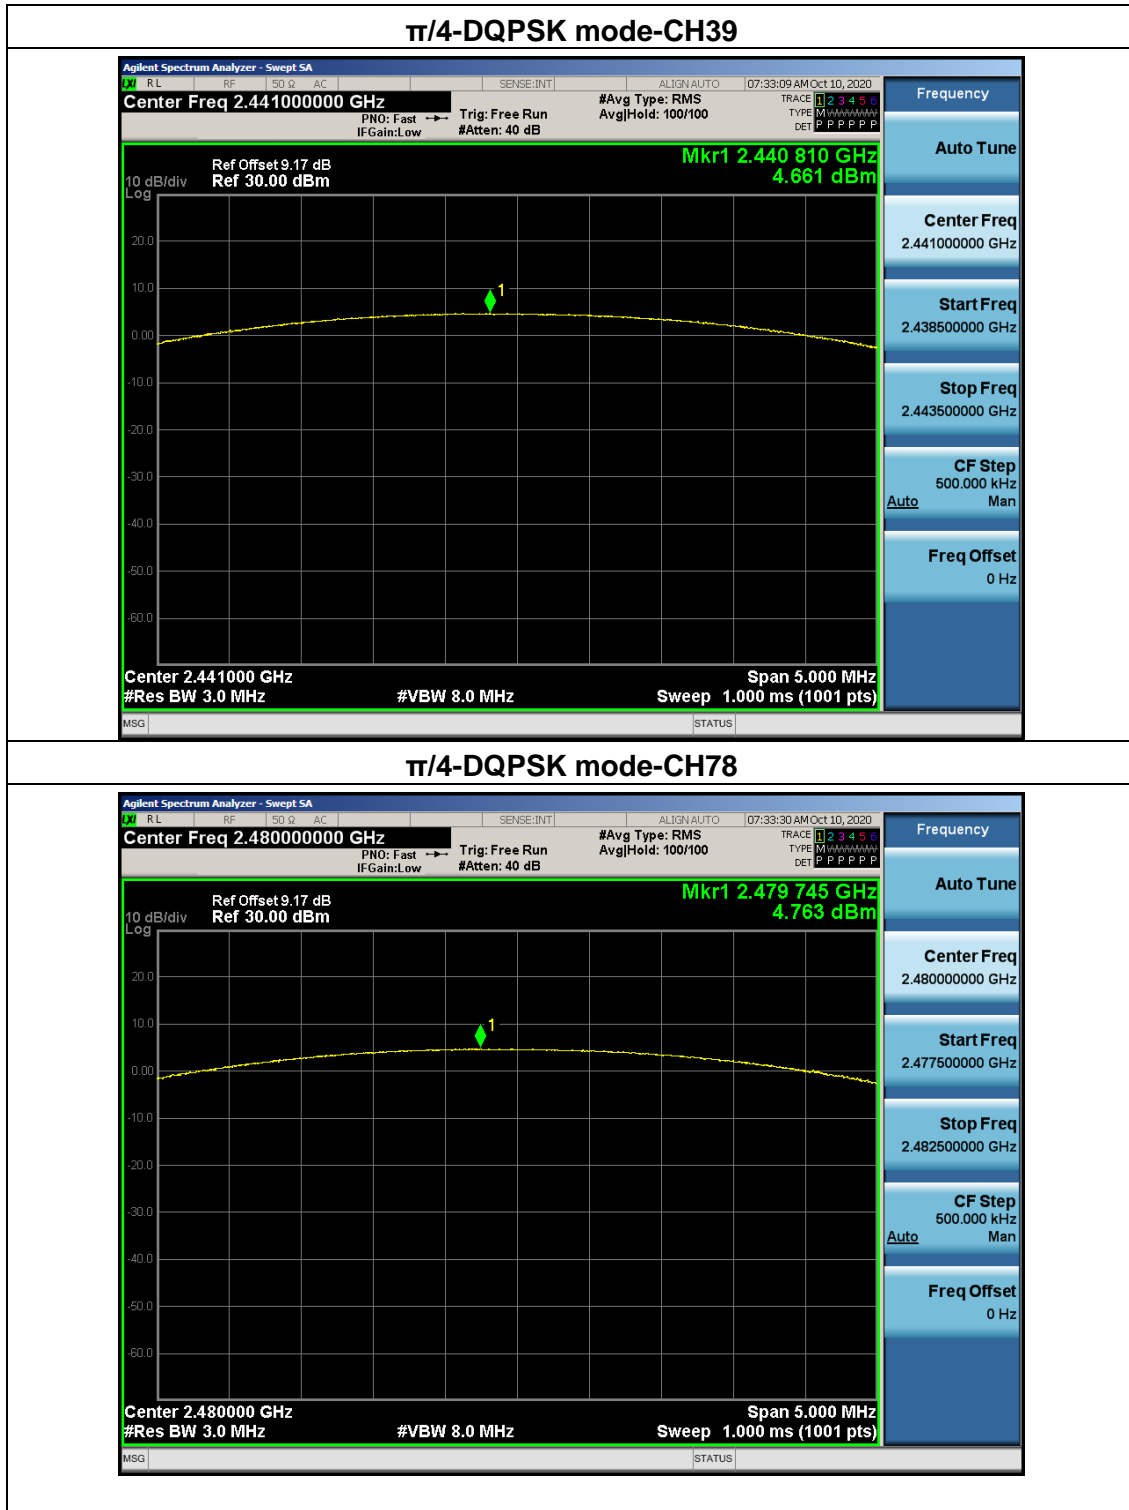 π/4-DQPSK mode-CH39
Agilent Spectrum Analyzer - Swept SA
LXI RL RF 50 Ω AC SENSE:INT ALIGN AUTO 07:33:09 AM Oct 10, 2020
Center Freq 2.441000000 GHz #Avg Type: RMS TRACE 1 2 3 4 5 6
PNO: Fast Trig: Free Run Avg|Hold: 100/100 TYPE M WWWWW
IFGain:Low #Atten: 40 dB DET P P P P P P
Frequency
Mkr1 2.440 810 GHz
4.661 dBm
Ref Offset 9.17 dB
10 dB/div Ref 30.00 dBm
Log
20.0
10.0
0.00
-10.0
-20.0
-30.0
-40.0
-50.0
-60.0
1
Center 2.441000 GHz Span 5.000 MHz
#Res BW 3.0 MHz #VBW 8.0 MHz Sweep 1.000 ms (1001 pts)
MSG STATUS
Auto Tune
Center Freq
2.441000000 GHz
Start Freq
2.438500000 GHz
Stop Freq
2.443500000 GHz
CF Step
500.000 kHz
Auto Man
Freq Offset
0 Hz
π/4-DQPSK mode-CH78
Agilent Spectrum Analyzer - Swept SA
LXI RL RF 50 Ω AC SENSE:INT ALIGN AUTO 07:33:30 AM Oct 10, 2020
Center Freq 2.480000000 GHz #Avg Type: RMS TRACE 1 2 3 4 5 6
PNO: Fast Trig: Free Run Avg|Hold: 100/100 TYPE M WWWWW
IFGain:Low #Atten: 40 dB DET P P P P P P
Frequency
Mkr1 2.479 745 GHz
4.763 dBm
Ref Offset 9.17 dB
10 dB/div Ref 30.00 dBm
Log
20.0
10.0
0.00
-10.0
-20.0
-30.0
-40.0
-50.0
-60.0
1
Center 2.480000 GHz Span 5.000 MHz
#Res BW 3.0 MHz #VBW 8.0 MHz Sweep 1.000 ms (1001 pts)
MSG STATUS
Auto Tune
Center Freq
2.480000000 GHz
Start Freq
2.477500000 GHz
Stop Freq
2.482500000 GHz
CF Step
500.000 kHz
Auto Man
Freq Offset
0 Hz